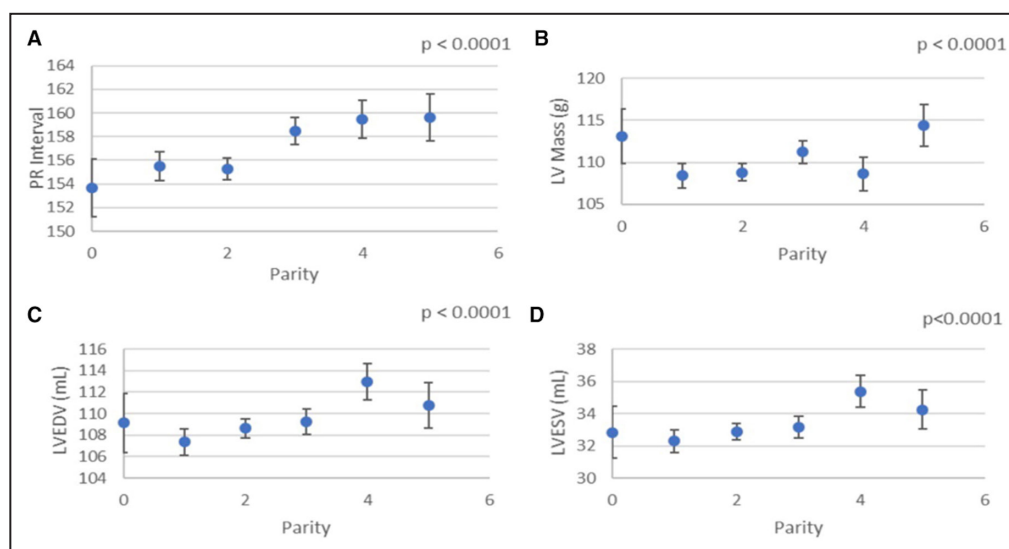 A
p < 0.0001
164
162
160
158
156
154
152
150
PR Interval
0
2
4
6
Parity
B
p < 0.0001
120
115
110
105
LV Mass (g)
0
2
4
6
Parity
C
p < 0.0001
116
114
112
110
108
106
104
LVEDV (mL)
0
2
4
6
Parity
D
p<0.0001
38
36
34
32
30
LVESV (mL)
0
2
4
6
Parity